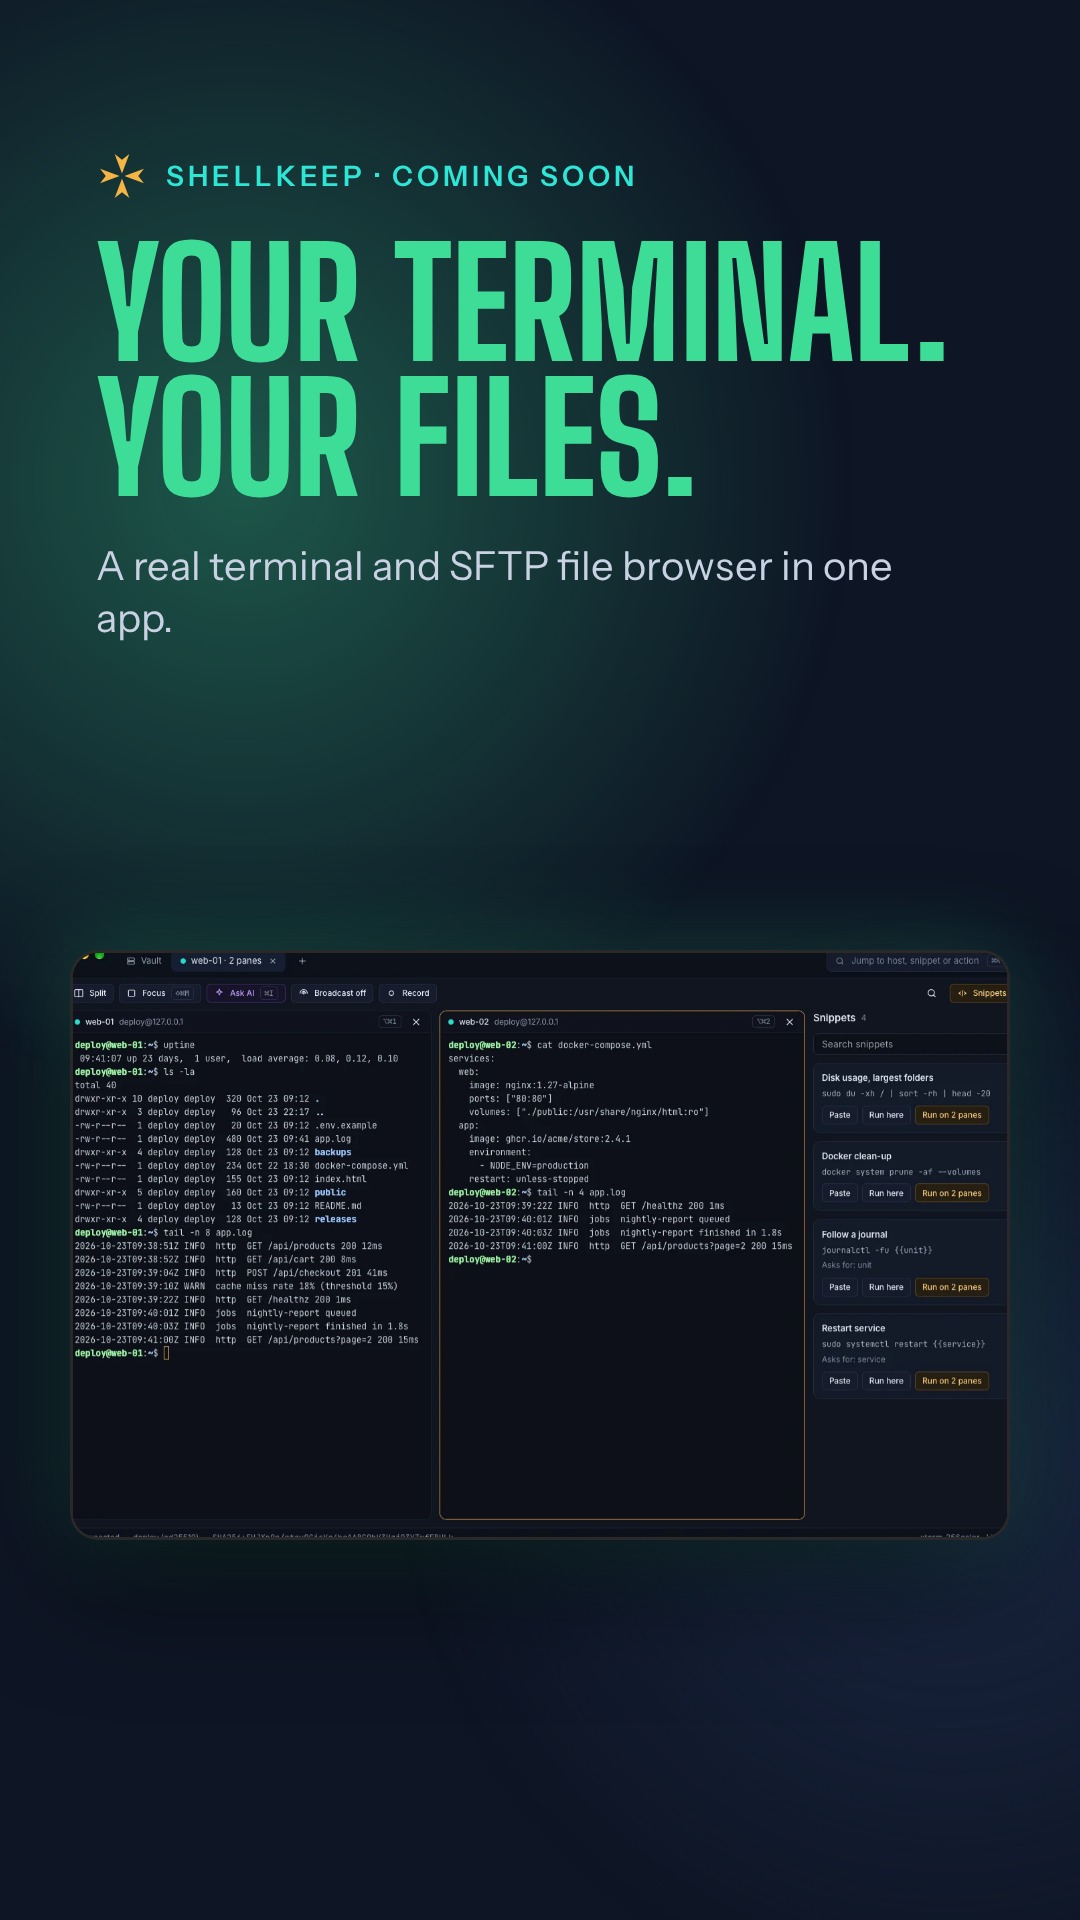 SHELLKEEP · COMING SOON
YOUR TERMINAL.
YOUR FILES.
A real terminal and SFTP file browser in one
app.
Vault web-01 · 2 panes × + Jump to host, snippet or action
Split Focus Ask AI ⌘I Broadcast off Record Snippets
web-01 deploy@127.0.0.1 ⌥⌘1 ×
deploy@web-01:~$ uptime
09:41:07 up 23 days, 1 user, load average: 0.08, 0.12, 0.10
deploy@web-01:~$ ls -la
total 40
drwxr-xr-x 10 deploy deploy 320 Oct 23 09:12 .
drwxr-xr-x 3 deploy deploy 96 Oct 23 22:17 ..
-rw-r--r-- 1 deploy deploy 20 Oct 23 09:12 .env.example
-rw-r--r-- 1 deploy deploy 480 Oct 23 09:41 app.log
drwxr-xr-x 4 deploy deploy 128 Oct 23 09:12 backups
-rw-r--r-- 1 deploy deploy 234 Oct 22 18:30 docker-compose.yml
-rw-r--r-- 1 deploy deploy 155 Oct 23 09:12 index.html
drwxr-xr-x 5 deploy deploy 160 Oct 23 09:12 public
-rw-r--r-- 1 deploy deploy 13 Oct 23 09:12 README.md
drwxr-xr-x 4 deploy deploy 128 Oct 23 09:12 releases
deploy@web-01:~$ tail -n 8 app.log
2026-10-23T09:38:51Z INFO http GET /api/products 200 12ms
2026-10-23T09:38:52Z INFO http GET /api/cart 200 8ms
2026-10-23T09:39:04Z INFO http POST /api/checkout 201 41ms
2026-10-23T09:39:10Z WARN cache miss rate 18% (threshold 15%)
2026-10-23T09:39:22Z INFO http GET /healthz 200 1ms
2026-10-23T09:40:01Z INFO jobs nightly-report queued
2026-10-23T09:40:03Z INFO jobs nightly-report finished in 1.8s
2026-10-23T09:41:00Z INFO http GET /api/products?page=2 200 15ms
deploy@web-01:~$
web-02 deploy@127.0.0.1 ⌥⌘2 ×
deploy@web-02:~$ cat docker-compose.yml
services:
web:
image: nginx:1.27-alpine
ports: ["80:80"]
volumes: ["./public:/usr/share/nginx/html:ro"]
app:
image: ghcr.io/acme/store:2.4.1
environment:
- NODE_ENV=production
restart: unless-stopped
deploy@web-02:~$ tail -n 4 app.log
2026-10-23T09:39:22Z INFO http GET /healthz 200 1ms
2026-10-23T09:40:01Z INFO jobs nightly-report queued
2026-10-23T09:40:03Z INFO jobs nightly-report finished in 1.8s
2026-10-23T09:41:00Z INFO http GET /api/products?page=2 200 15ms
deploy@web-02:~$
Snippets 4
Search snippets
Disk usage, largest folders
sudo du -xh / | sort -rh | head -20
Paste Run here Run on 2 panes
Docker clean-up
docker system prune -af --volumes
Paste Run here Run on 2 panes
Follow a journal
journalctl -fu {{unit}}
Asks for: unit
Paste Run here Run on 2 panes
Restart service
sudo systemctl restart {{service}}
Asks for: service
Paste Run here Run on 2 panes